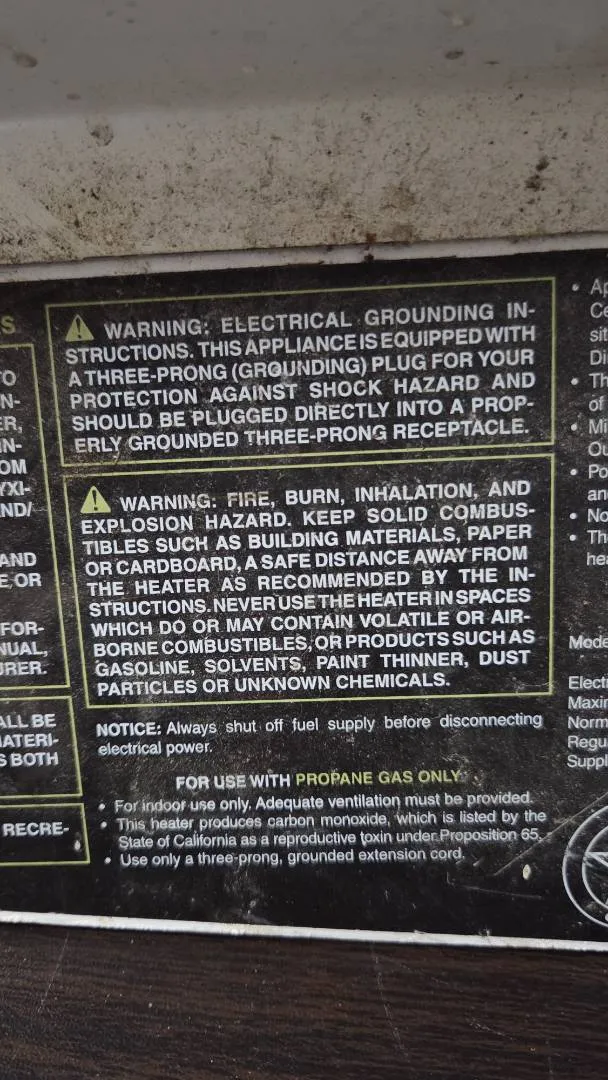 WARNING: ELECTRICAL GROUNDING IN-
STRUCTIONS. THIS APPLIANCE IS EQUIPPED WITH
A THREE-PRONG (GROUNDING) PLUG FOR YOUR
PROTECTION AGAINST SHOCK HAZARD AND
SHOULD BE PLUGGED DIRECTLY INTO A PROP-
ERLY GROUNDED THREE-PRONG RECEPTACLE.
WARNING: FIRE, BURN, INHALATION, AND
EXPLOSION HAZARD. KEEP SOLID COMBUS-
TIBLES SUCH AS BUILDING MATERIALS, PAPER
OR CARDBOARD, A SAFE DISTANCE AWAY FROM
THE HEATER AS RECOMMENDED BY THE IN-
STRUCTIONS. NEVER USE THE HEATER IN SPACES
WHICH DO OR MAY CONTAIN VOLATILE OR AIR-
BORNE COMBUSTIBLES, OR PRODUCTS SUCH AS
GASOLINE, SOLVENTS, PAINT THINNER, DUST
PARTICLES OR UNKNOWN CHEMICALS.
NOTICE: Always shut off fuel supply before disconnecting
electrical power.
FOR USE WITH PROPANE GAS ONLY.
• For indoor use only. Adequate ventilation must be provided.
• This heater produces carbon monoxide, which is listed by the
State of California as a reproductive toxin under Proposition 65.
• Use only a three-prong, grounded extension cord.
AND
E, OR
ALL BE
S BOTH
RECRE-